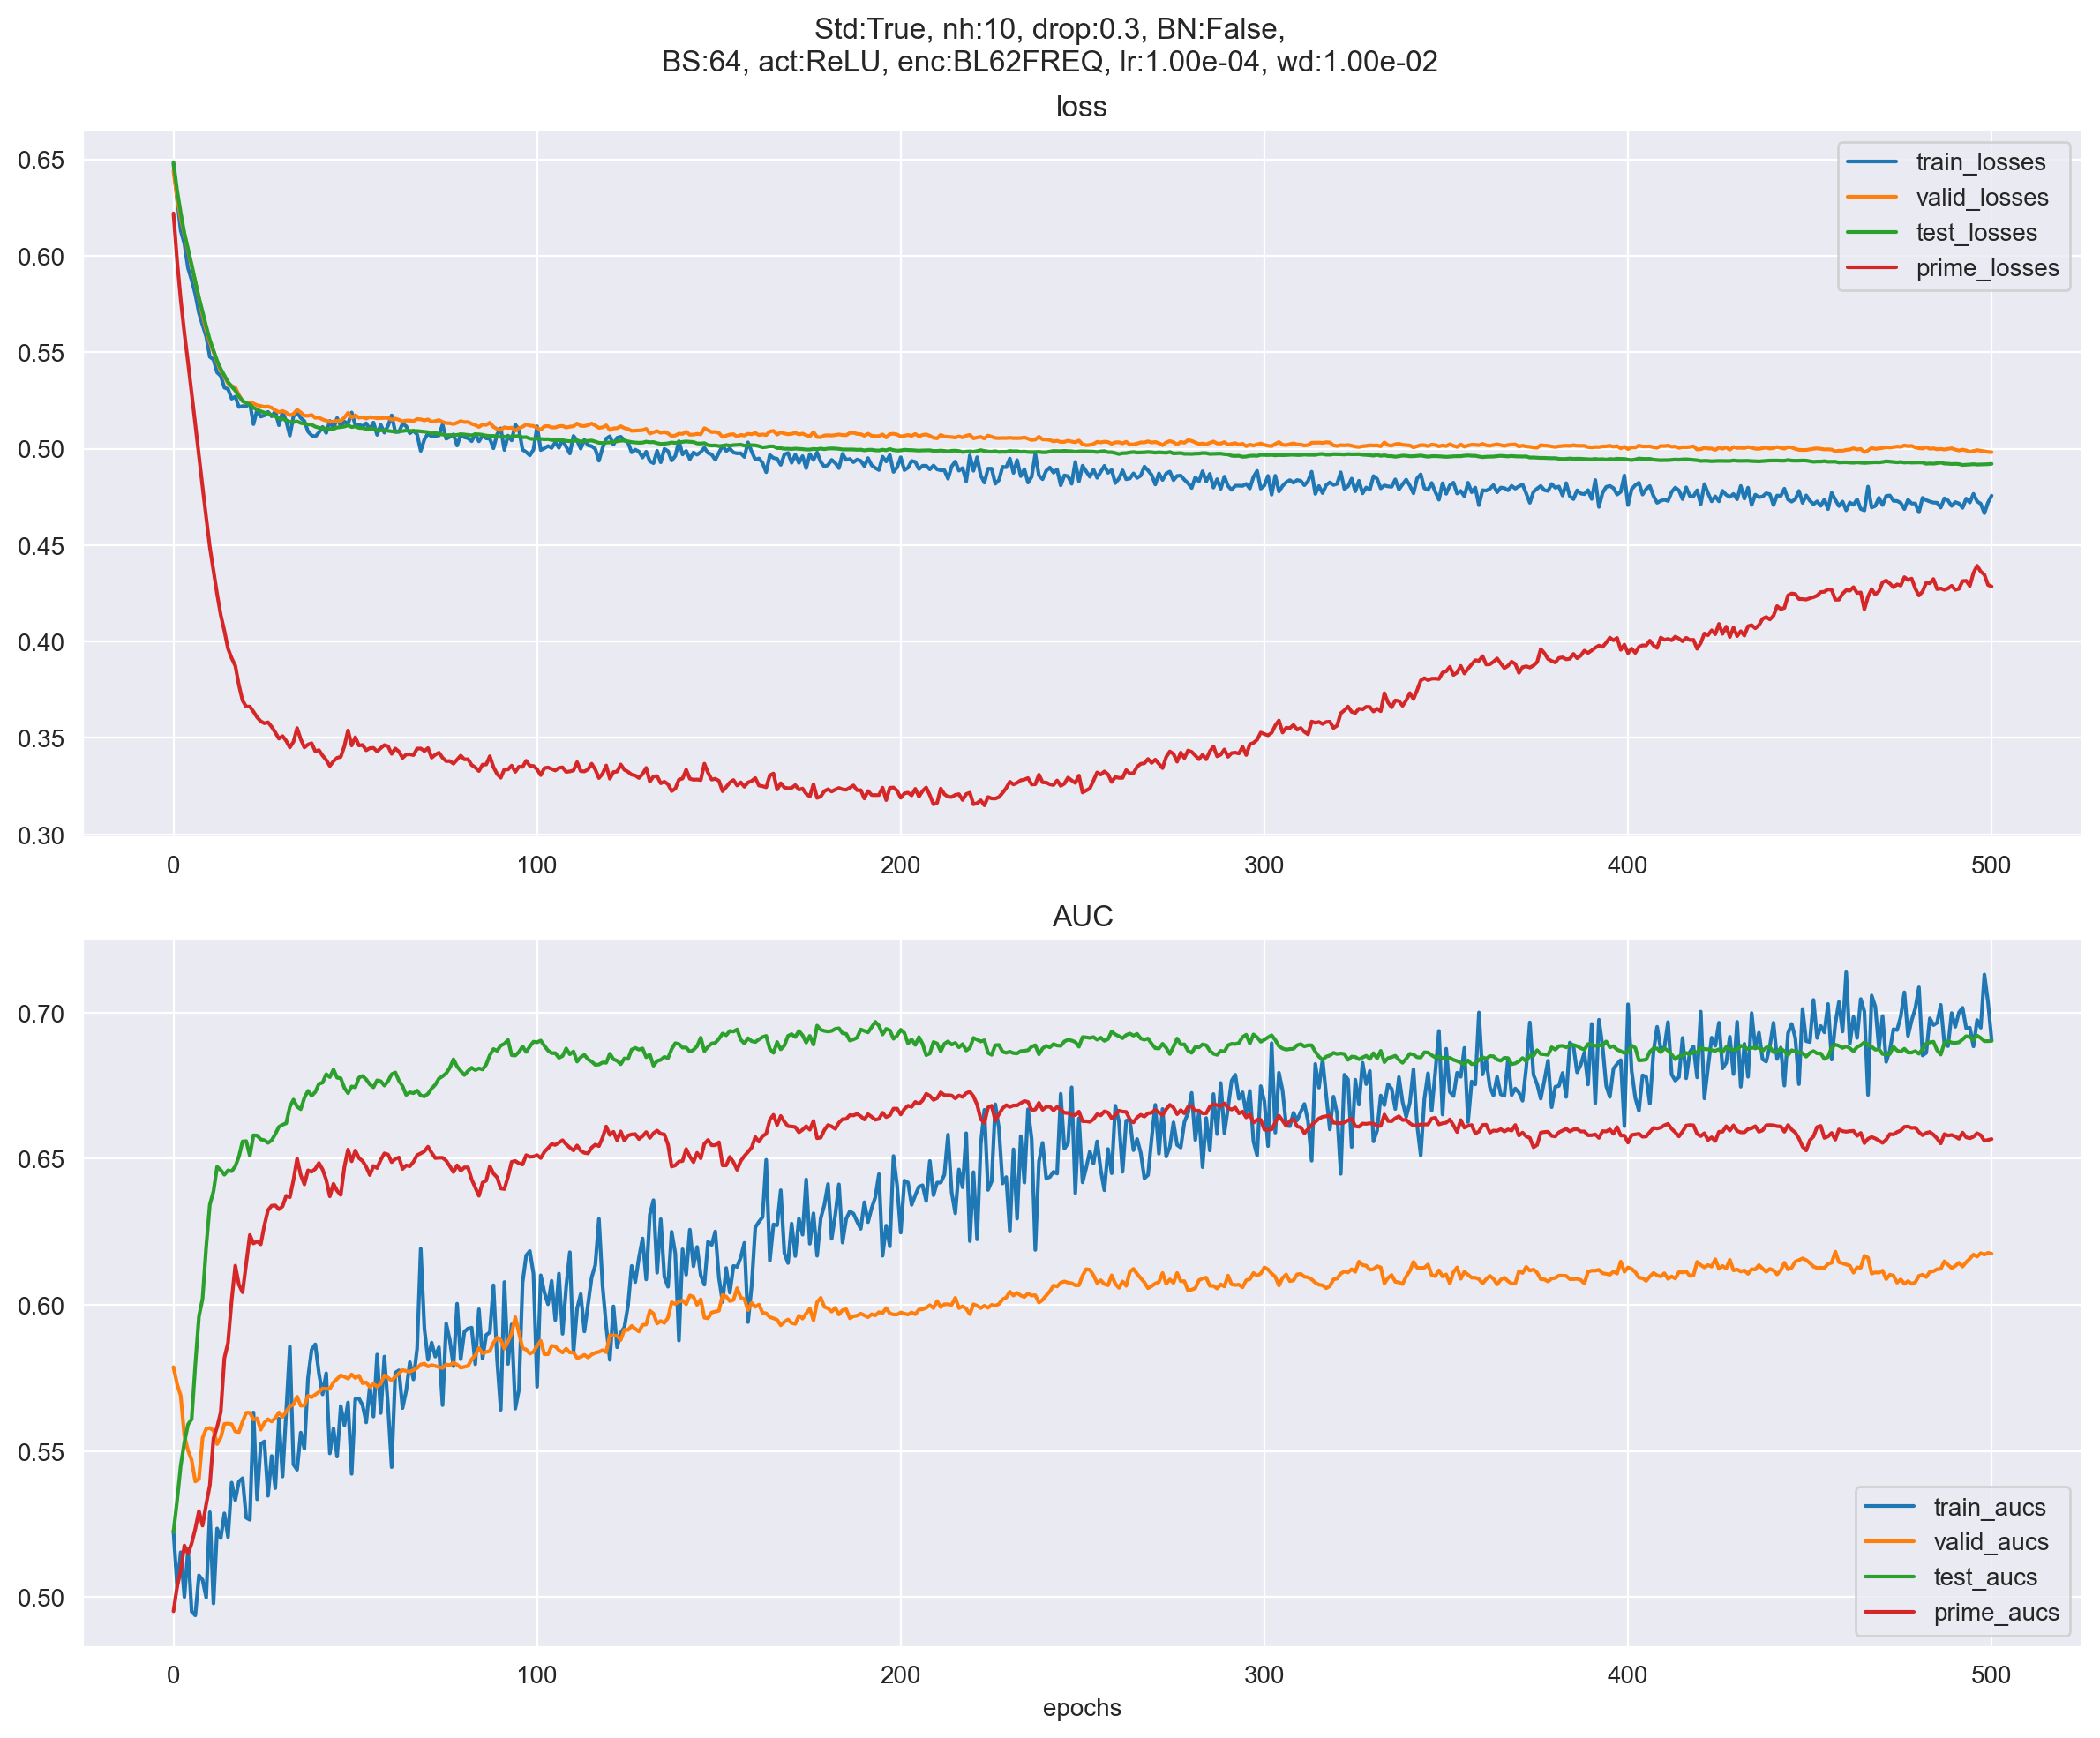 Std:True, nh:10, drop:0.3, BN:False,
BS:64, act:ReLU, enc:BL62FREQ, lr:1.00e-04, wd:1.00e-02
loss
0.65
0.60
0.55
0.50
0.45
0.40
0.35
0.30
train_losses
valid_losses
test_losses
prime_losses
0 100 200 300 400 500
AUC
0.70
0.65
0.60
0.55
0.50
train_aucs
valid_aucs
test_aucs
prime_aucs
0 100 200 300 400 500
epochs